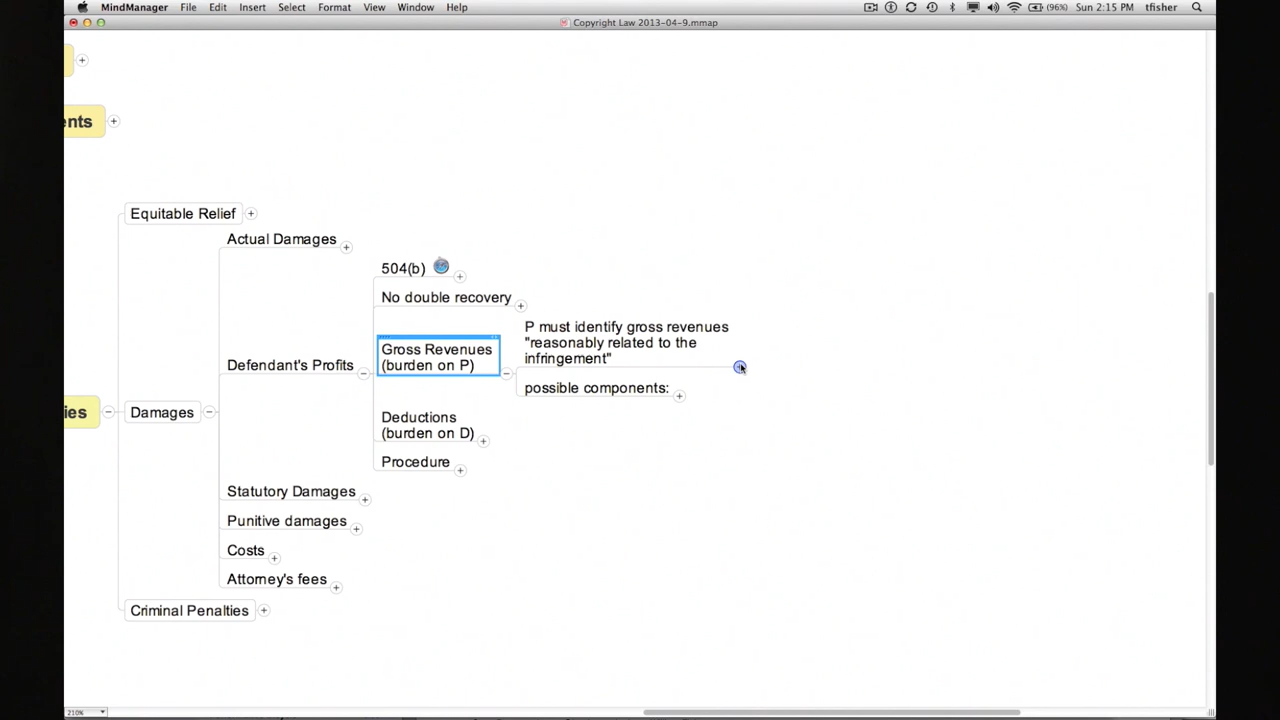 MindManager File Edit Insert Select Format View Window Help (96%) Sun 2:15 PM tfisher
Copyright Law 2013-04-9.mmap
ents
Equitable Relief
Actual Damages
504(b)
No double recovery
P must identify gross revenues
"reasonably related to the
infringement"
Gross Revenues
(burden on P)
Defendant's Profits
possible components:
ies
Damages
Deductions
(burden on D)
Procedure
Statutory Damages
Punitive damages
Costs
Attorney's fees
Criminal Penalties
210%